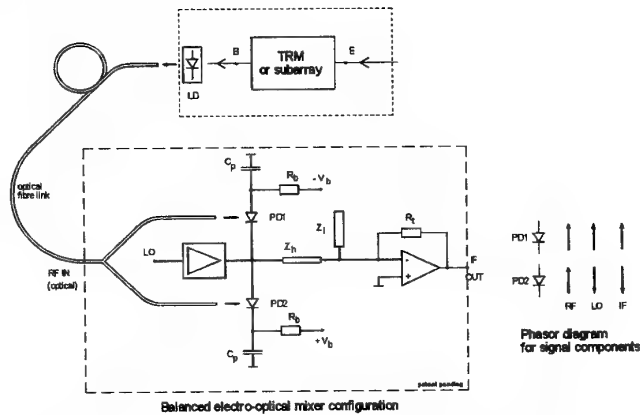 B
E
TRM
or subarray
LD
optical
fibre link
Cp
Rb
-Vb
PD1
Zl
Rt
LO
Zh
IF
OUT
RF IN
(optical)
PD2
Rb
+Vb
Cp
patent pending
PD1
PD2
RF LO IF
Phasor diagram
for signal components
Balanced electro-optical mixer configuration